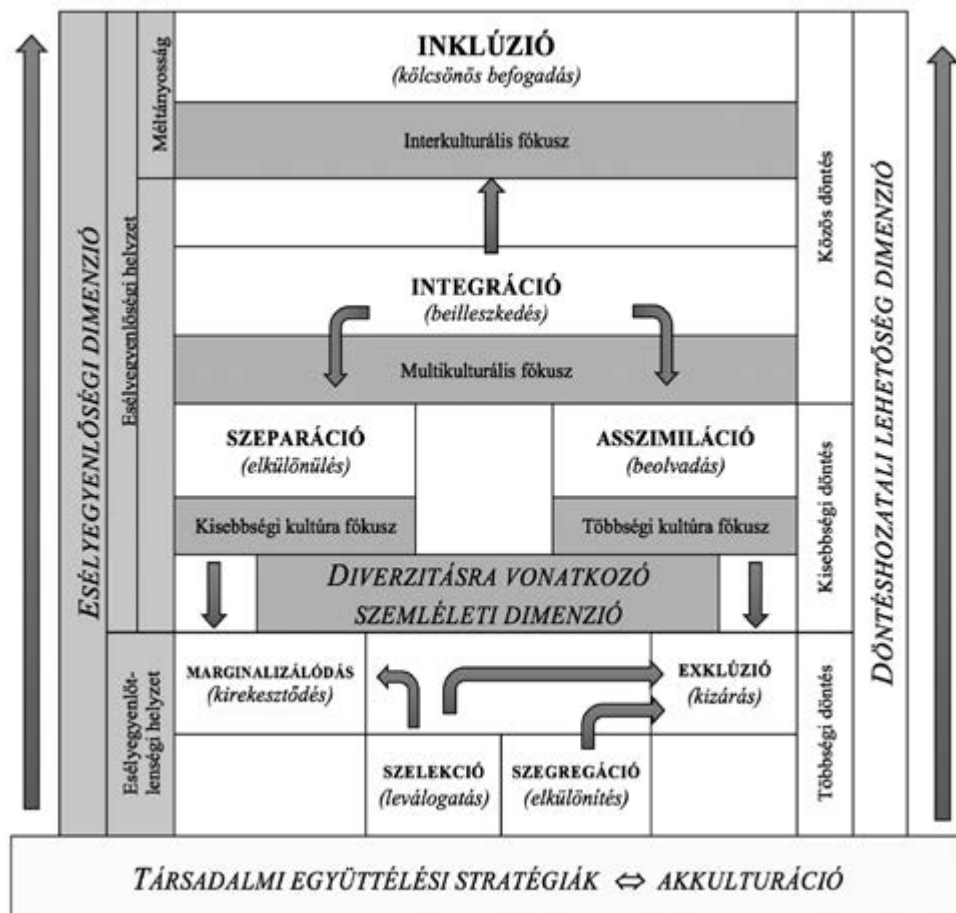 INKLÚZIÓ
(kölcsönös befogadás)
Interkulturális fókusz
INTEGRÁCIÓ
(beilleszkedés)
Multikulturális fókusz
SZEPARÁCIÓ
(elkülönülés)
Kisebbségi kultúra fókusz
ASSZIMILÁCIÓ
(beolvadás)
Többségi kultúra fókusz
DIVERZITÁSRA VONATKOZÓ
SZEMLÉLETI DIMENZIÓ
MARGINALIZÁLÓDÁS
(kirekesztődés)
EXKLÚZIÓ
(kizárás)
SZELEKCIÓ
(leválogatás)
SZEGREGÁCIÓ
(elkülönítés)
ESÉLYEGYENLŐSÉGI DIMENZIÓ
Méltányosság
Esélyegyenlőségi helyzet
Esélyegyenlőt-
lenségi helyzet
Közös döntés
Kisebbségi döntés
Többségi döntés
DÖNTÉSHOZATALI LEHETŐSÉG DIMENZIÓ
TÁRSADALMI EGYÜTTÉLÉSI STRATÉGIÁK ⇔ AKKULTURÁCIÓ